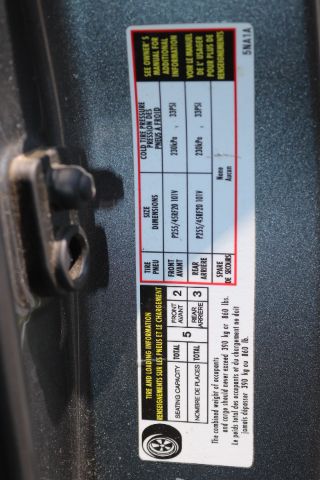 TIRE AND LOADING INFORMATION
RENSEIGNEMENTS SUR LES PNEUS ET LE CHARGEMENT
SEATING CAPACITY TOTAL 5 FRONT 2
AVANT
NOMBRE DE PLACES TOTAL REAR 3
ARRIÈRE
The combined weight of occupants
and cargo should never exceed 390 kg or 860 lbs.
Le poids total des occupants et du chargement ne doit
jamais dépasser 390 kg ou 860 lb.
TIRE
PNEU
SIZE
DIMENSIONS
COLD TIRE PRESSURE
PRESSION DES
PNEUS A FROID
SEE OWNER'S
MANUAL FOR
ADDITIONAL
INFORMATION
FRONT
AVANT
P255/45RF20 101V
230kPa , 33PSI
REAR
ARRIÈRE
P255/45RF20 101V
230kPa , 33PSI
VOIR LE MANUEL
DE L'USAGER
POUR PLUS DE
RENSEIGNEMENTS
SPARE
DE SECOURS
None
Aucun
5NA1A